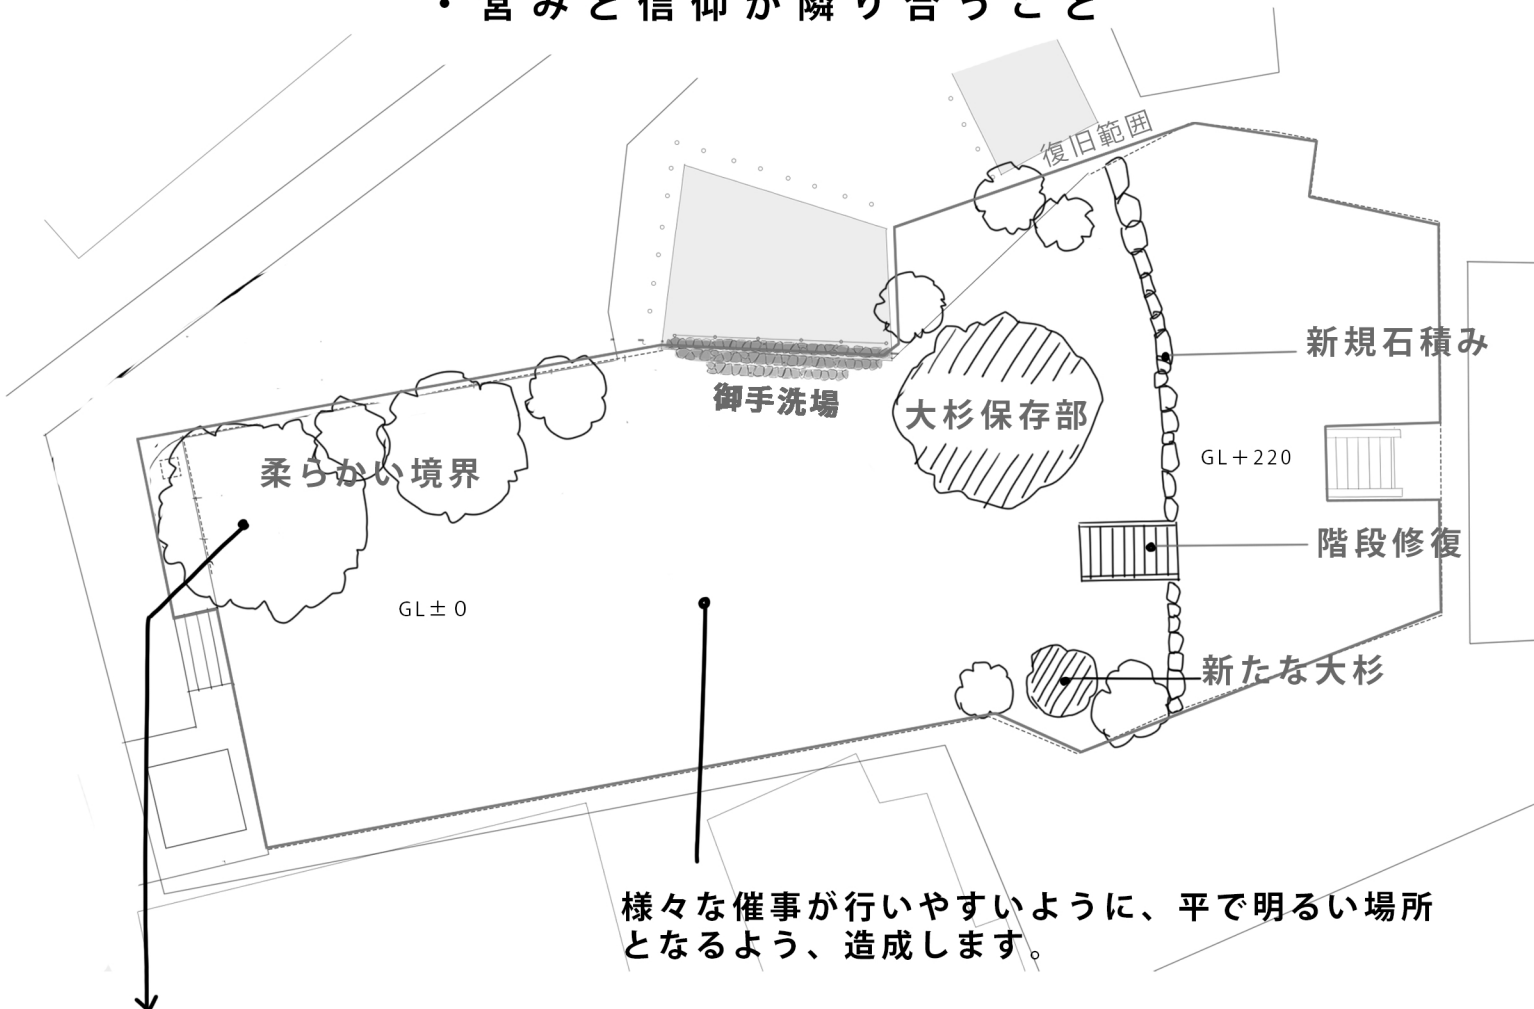 ・営みと信仰が隣り合うこと
復旧範囲
新規石積み
御手洗場
大杉保存部
GL＋220
柔らかい境界
階段修復
GL±0
新たな大杉
様々な催事が行いやすいように、平で明るい場所
となるよう、造成します。